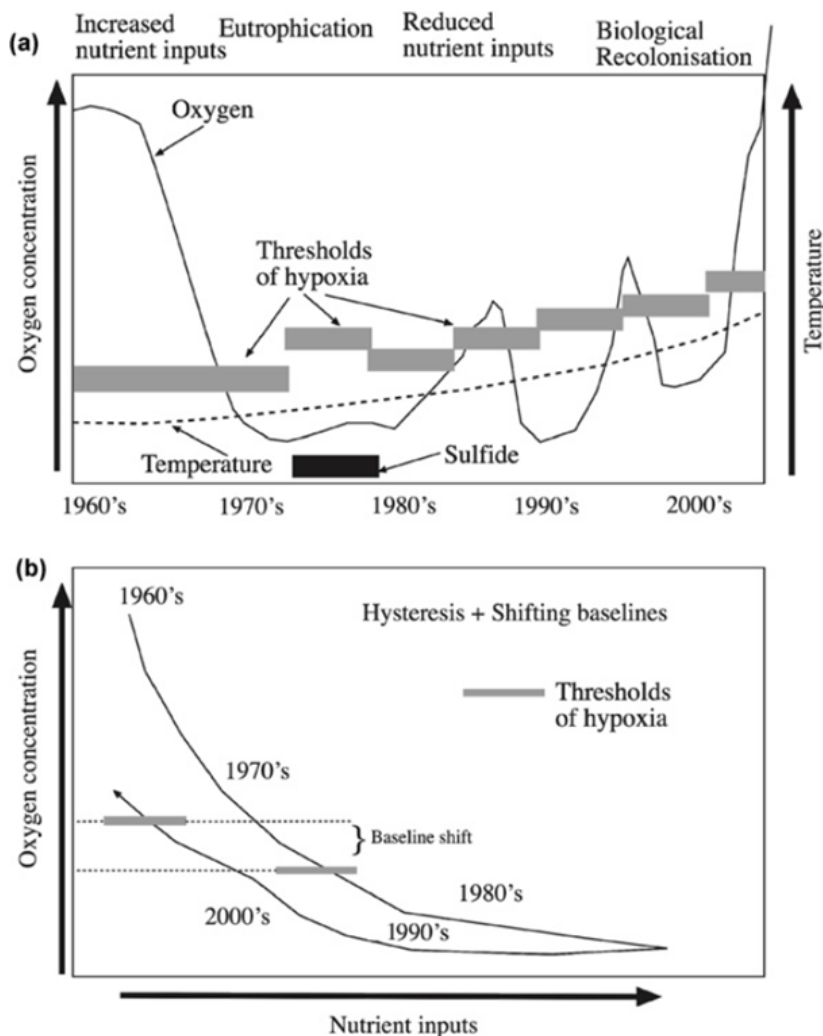 (a)
Increased
nutrient inputs
Eutrophication
Reduced
nutrient inputs
Biological
Recolonisation
Oxygen concentration
Oxygen
Thresholds
of hypoxia
Temperature
Sulfide
Temperature
1960's 1970's 1980's 1990's 2000's
(b)
Oxygen concentration
1960's
Hysteresis + Shifting baselines
Thresholds
of hypoxia
1970's
} Baseline shift
1980's
2000's
1990's
Nutrient inputs